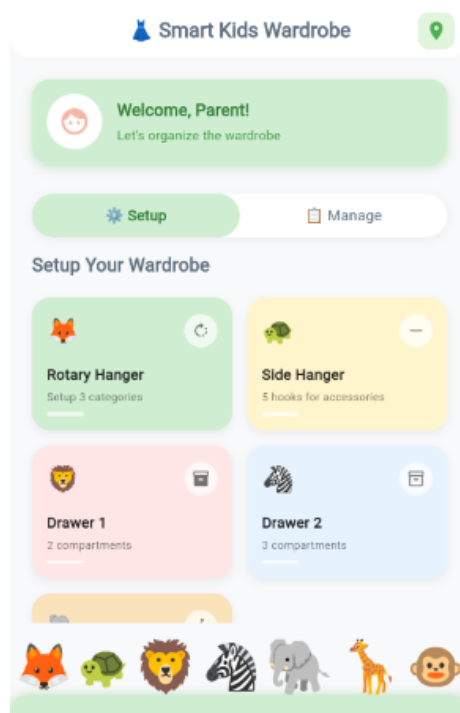 Smart Kids Wardrobe
Welcome, Parent!
Let's organize the wardrobe
Setup
Manage
Setup Your Wardrobe
Rotary Hanger
Setup 3 categories
Side Hanger
5 hooks for accessories
Drawer 1
2 compartments
Drawer 2
3 compartments